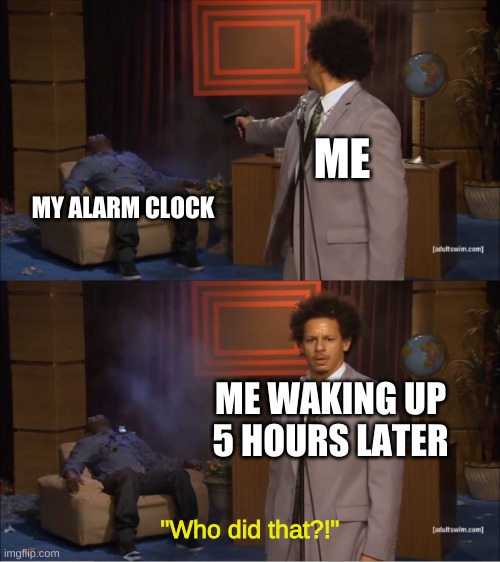 ME
MY ALARM CLOCK
[adultswim.com]
ME WAKING UP
5 HOURS LATER
"Who did that?!"
[adultswim.com]
imgflip.com